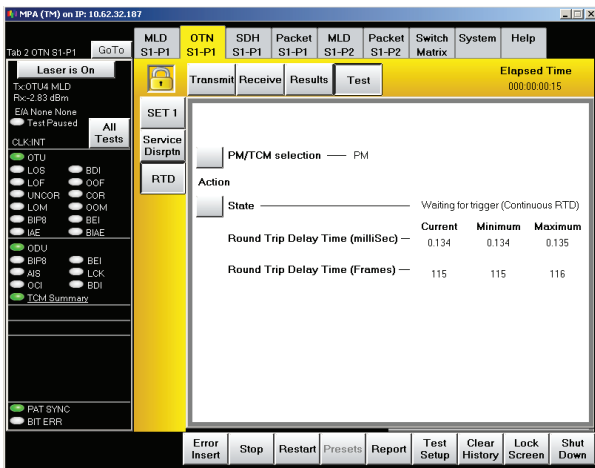 MPA (TM) on IP: 10.62.32.187
Tab 2 OTN S1-P1
GoTo
MLD S1-P1
OTN S1-P1
SDH S1-P1
Packet S1-P1
MLD S1-P2
Packet S1-P2
Switch Matrix
System
Help
Laser is On
Tx:OTU4 MLD
Rx:-2.83 dBm
E/A None None
Test Paused
All Tests
CLK:INT
OTU
LOS BDI
LOF OOF
UNCOR COR
LOM OOM
BIP8 BEI
IAE BIAE
ODU
BIP8 BEI
AIS LCK
OCI BDI
TCM Summary
PAT SYNC
BIT ERR
Transmit Receive Results Test
Elapsed Time
000:00:00:15
SET 1
Service Disrptn
RTD
PM/TCM selection PM
Action
State Waiting for trigger (Continuous RTD)
Current Minimum Maximum
Round Trip Delay Time (milliSec) 0.134 0.134 0.135
Round Trip Delay Time (Frames) 115 115 116
Error Insert
Stop
Restart
Presets
Report
Test Setup
Clear History
Lock Screen
Shut Down